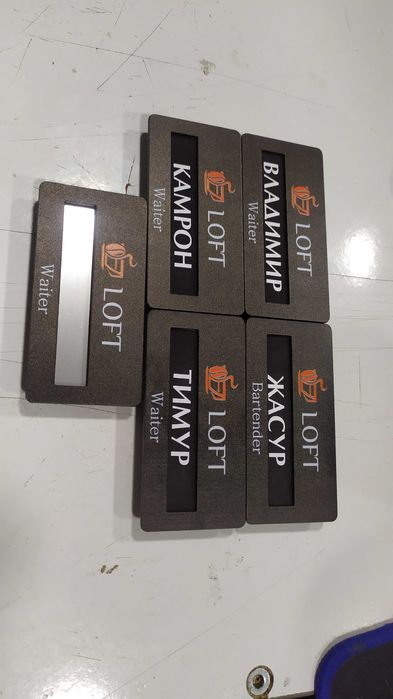 LOFT
Waiter
LOFT
КАМРОН
Waiter
LOFT
ВЛАДИМИР
Waiter
LOFT
ТИМУР
Waiter
LOFT
ЖАСУР
Bartender